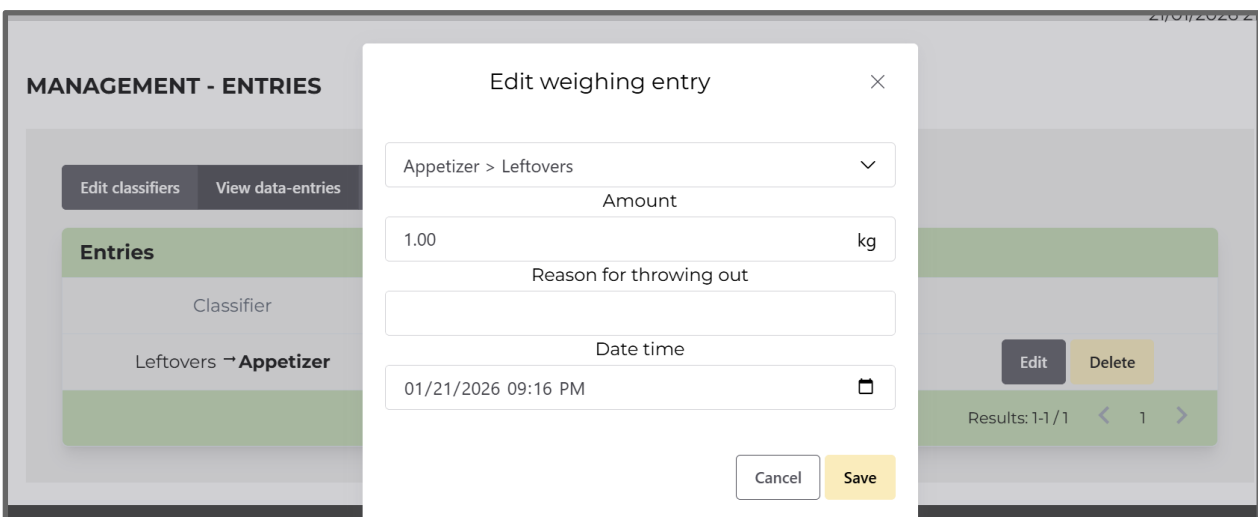 MANAGEMENT - ENTRIES
Edit weighing entry
Edit classifiers View data-entries
Appetizer > Leftovers
Amount
1.00 kg
Entries
Reason for throwing out
Classifier
Date time
Leftovers → Appetizer
01/21/2026 09:16 PM
Edit Delete
Results: 1-1 / 1 < 1 >
Cancel Save